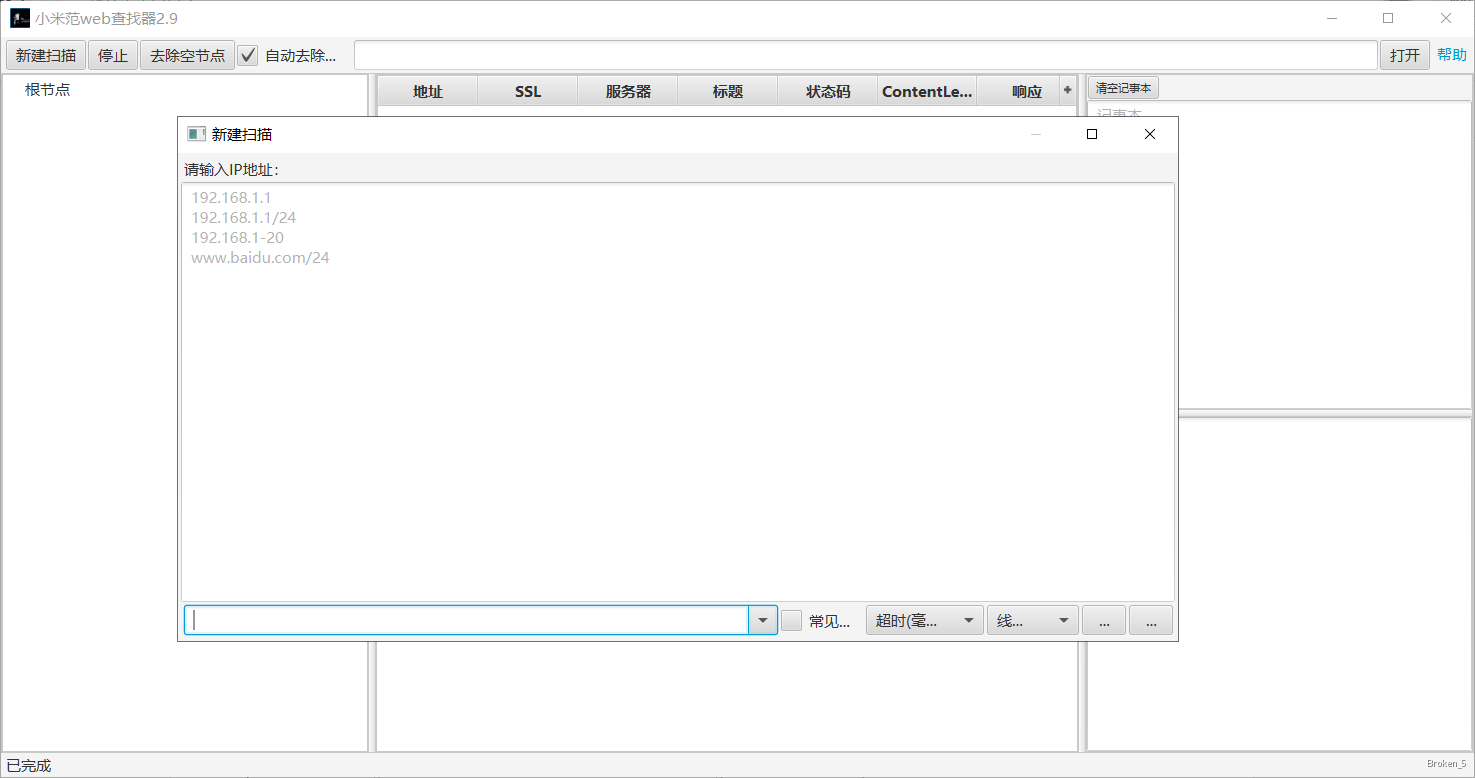 小米范web查找器2.9
新建扫描 停止 去除空节点 自动去除... 打开 帮助
根节点
地址 SSL 服务器 标题 状态码 ContentLe... 响应 +
清空记事本
记事本
新建扫描
请输入IP地址：
192.168.1.1
192.168.1.1/24
192.168.1-20
www.baidu.com/24
常见... 超时(毫... 线... ... ...
已完成
Broken_5